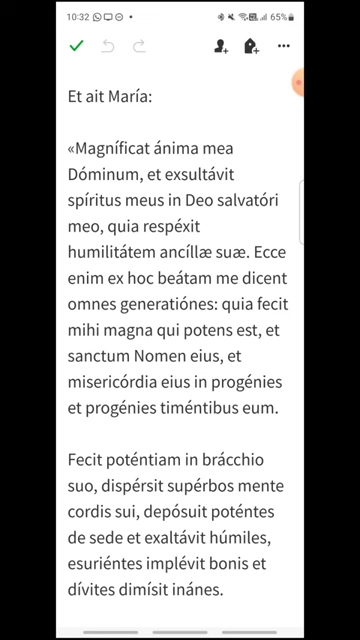 10:32
65%
Et ait María:
«Magníficat ánima mea
Dóminum, et exsultávit
spíritus meus in Deo salvatóri
meo, quia respéxit
humilitátem ancíllæ suæ. Ecce
enim ex hoc beátam me dicent
omnes generatiónes: quia fecit
mihi magna qui potens est, et
sanctum Nomen eius, et
misericórdia eius in progénies
et progénies timéntibus eum.
Fecit poténtiam in brácchio
suo, dispérsit supérbos mente
cordis sui, depósuit poténtes
de sede et exaltávit húmiles,
esuriéntes implévit bonis et
dívites dimísit inánes.